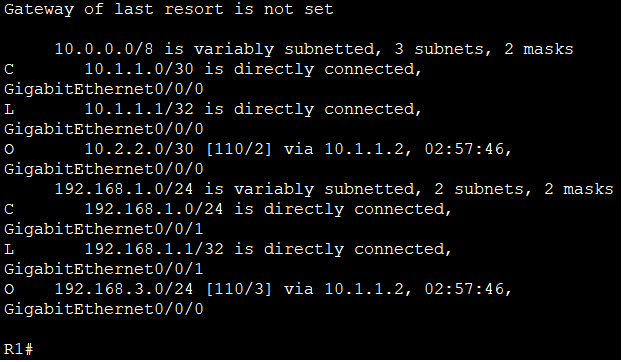 Gateway of last resort is not set
10.0.0.0/8 is variably subnetted, 3 subnets, 2 masks
C 10.1.1.0/30 is directly connected,
GigabitEthernet0/0/0
L 10.1.1.1/32 is directly connected,
GigabitEthernet0/0/0
O 10.2.2.0/30 [110/2] via 10.1.1.2, 02:57:46,
GigabitEthernet0/0/0
192.168.1.0/24 is variably subnetted, 2 subnets, 2 masks
C 192.168.1.0/24 is directly connected,
GigabitEthernet0/0/1
L 192.168.1.1/32 is directly connected,
GigabitEthernet0/0/1
O 192.168.3.0/24 [110/3] via 10.1.1.2, 02:57:46,
GigabitEthernet0/0/0
R1#